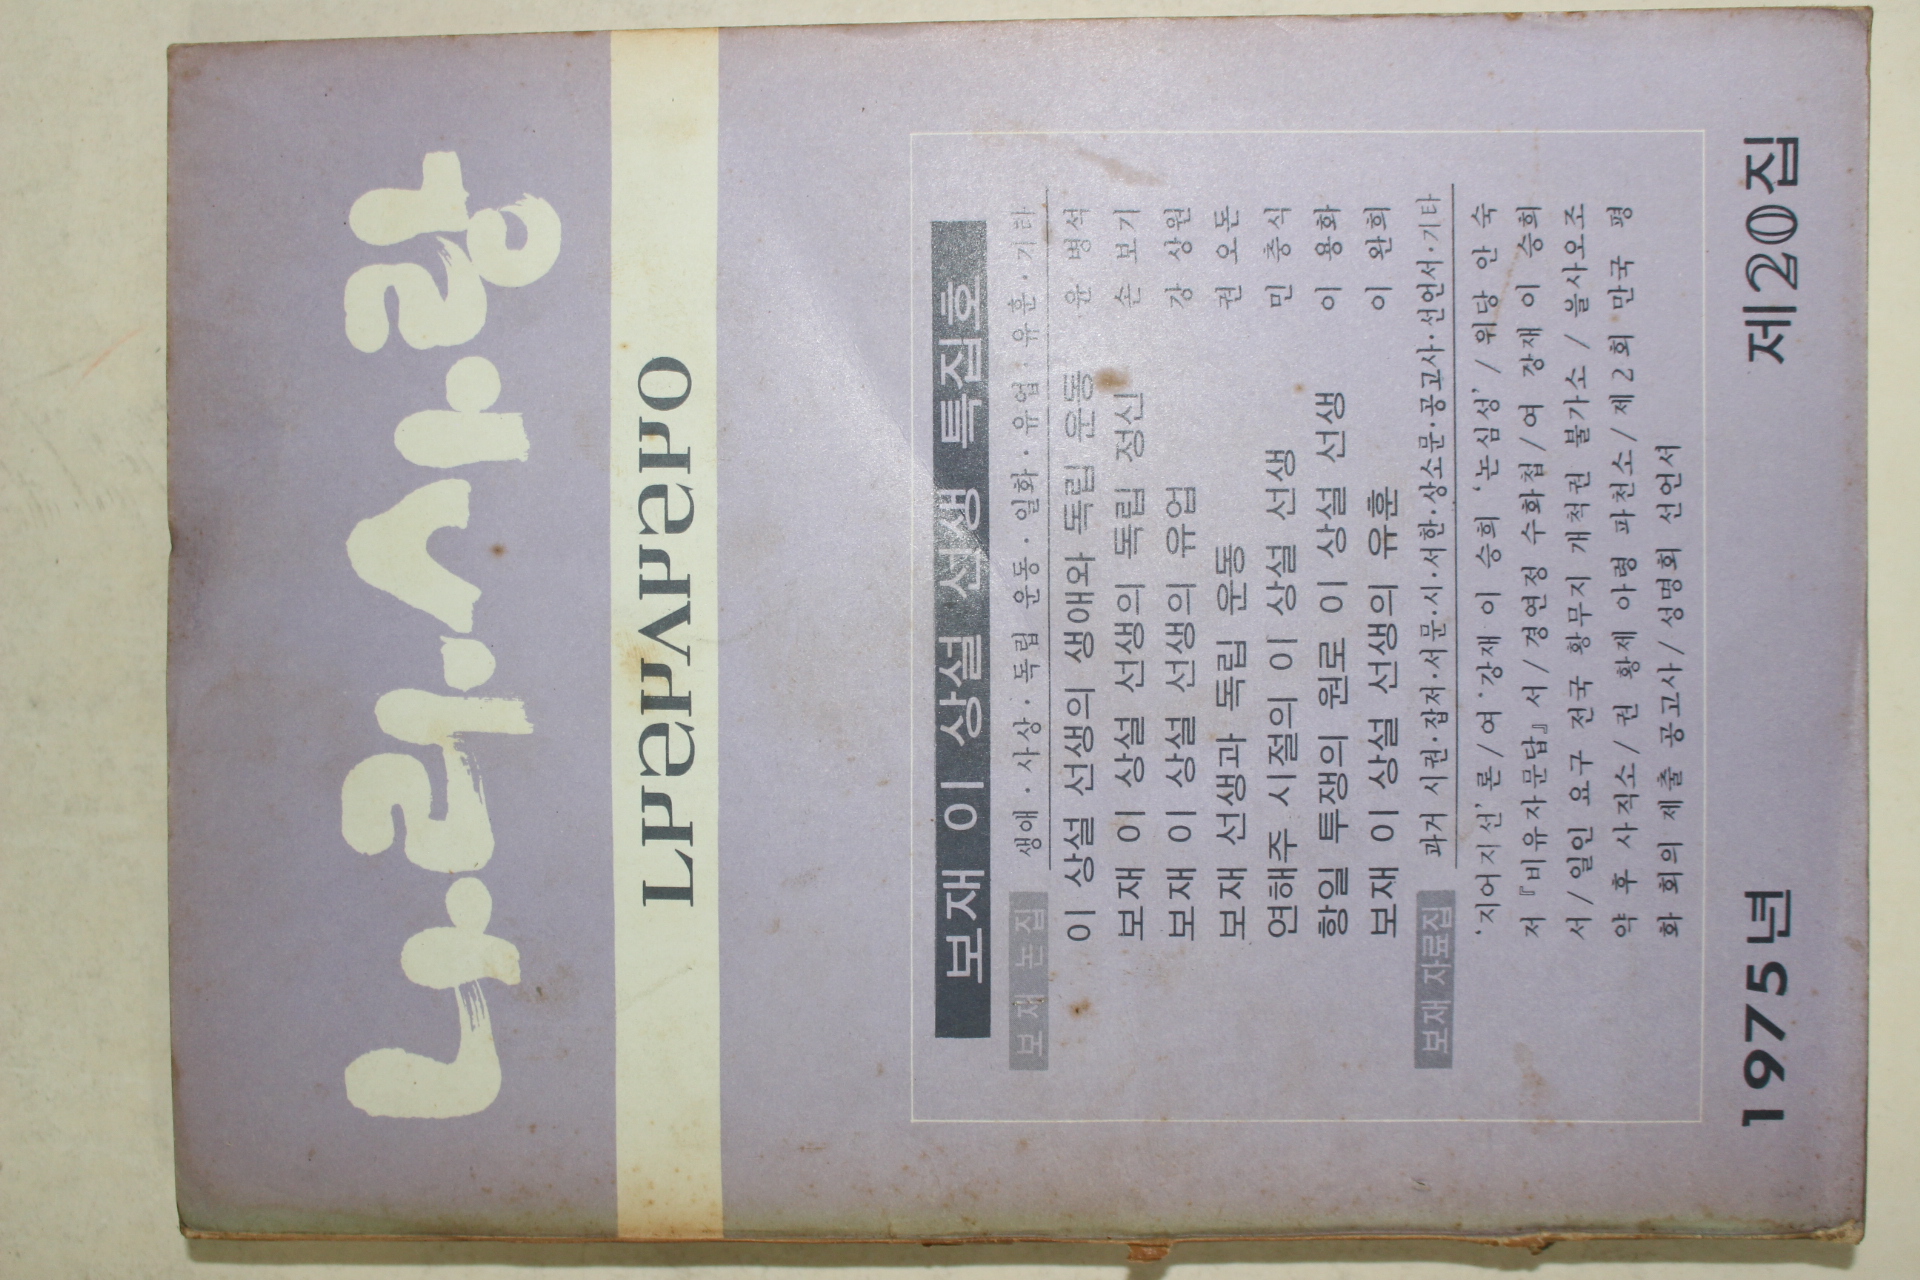 나라사랑
ㄴㅏㄹㅏㅅㅏㄹㅏㅇ
보재 이 상설 선생 특집호
보재 논집 생애·사상·독립 운동·일화·유업·유훈·기타
이 상설 선생의 생애와 독립 운동 윤 병석
보재 이 상설 선생의 독립 정신 손 보기
보재 이 상설 선생의 유업 강 상원
보재 선생과 독립 운동 권 오돈
연해주 시절의 이 상설 선생 민 충식
항일 투쟁의 원로 이 상설 선생 이 용화
보재 이 상설 선생의 유훈 이 완희
보재 자료집 과거 시권·잡저·서문·시·서한·상소문·공고사·선언서·기타
‘지어지선’ 론/여 강재 이 승희 ‘논심성’/위당 안 숙
저『비유자문답』서/경연정 수화첩/여 강재 이 승희
서/일인 요구 전국 황무지 개척권 불가소/을사오조
약 후 사직소/권 황제 아령 파천소/제2회 만국 평
화 회의 제출 공고사/성명회 선언서
1975년 제20집